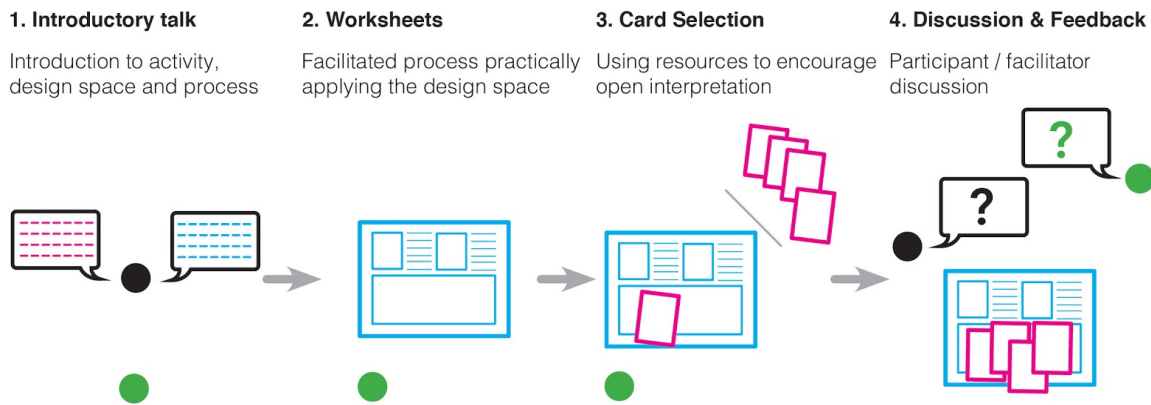 1. Introductory talk
Introduction to activity,
design space and process
2. Worksheets
Facilitated process practically
applying the design space
3. Card Selection
Using resources to encourage
open interpretation
4. Discussion & Feedback
Participant / facilitator
discussion
?
?